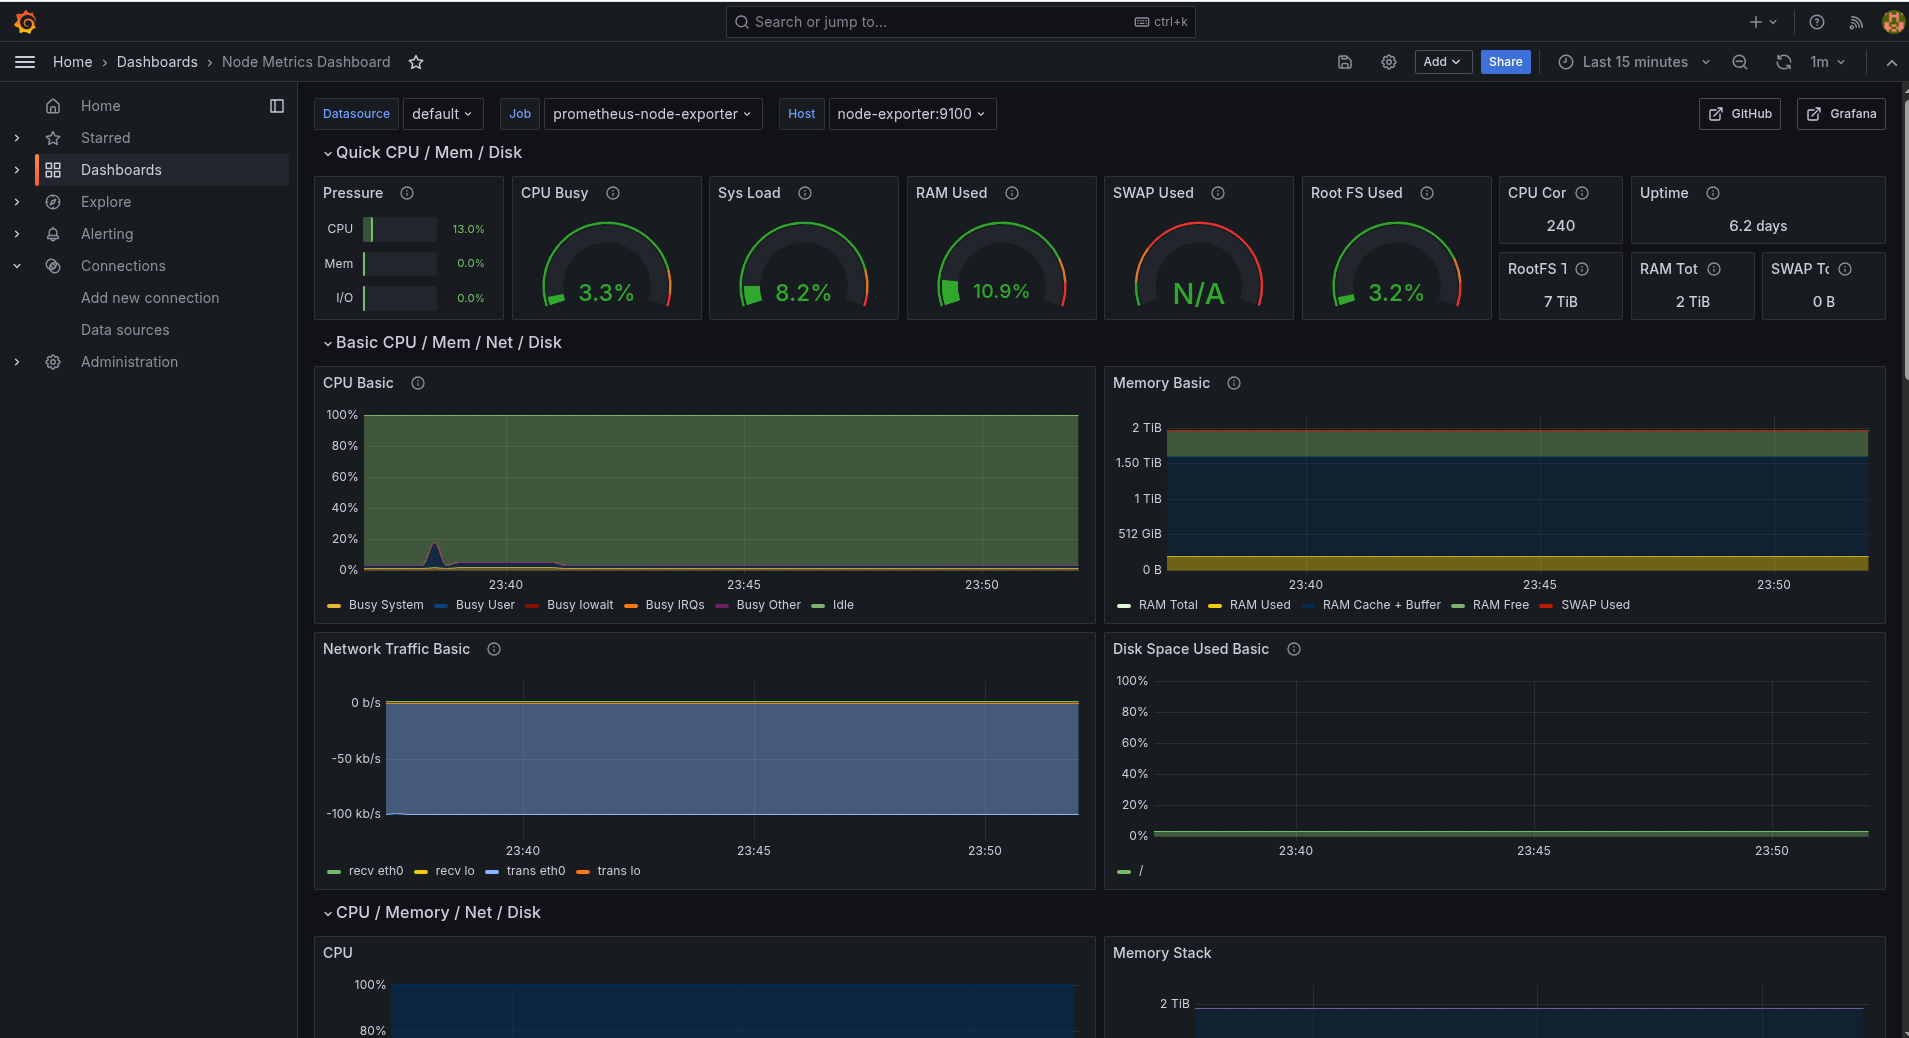 Search or jump to...
ctrl+k
Home › Dashboards › Node Metrics Dashboard
Add
Share
Last 15 minutes
1m
Home
Starred
Dashboards
Explore
Alerting
Connections
Add new connection
Data sources
Administration
Datasource default Job prometheus-node-exporter Host node-exporter:9100
GitHub
Grafana
Quick CPU / Mem / Disk
Pressure
CPU 13.0%
Mem 0.0%
I/O 0.0%
CPU Busy
3.3%
Sys Load
8.2%
RAM Used
10.9%
SWAP Used
N/A
Root FS Used
3.2%
CPU Cor
240
Uptime
6.2 days
RootFS T
7 TiB
RAM Tot
2 TiB
SWAP Tc
0 B
Basic CPU / Mem / Net / Disk
CPU Basic
100%
80%
60%
40%
20%
0%
23:40 23:45 23:50
Busy System Busy User Busy Iowait Busy IRQs Busy Other Idle
Memory Basic
2 TiB
1.50 TiB
1 TiB
512 GiB
0 B
23:40 23:45 23:50
RAM Total RAM Used RAM Cache + Buffer RAM Free SWAP Used
Network Traffic Basic
0 b/s
-50 kb/s
-100 kb/s
23:40 23:45 23:50
recv eth0 recv lo trans eth0 trans lo
Disk Space Used Basic
100%
80%
60%
40%
20%
0%
23:40 23:45 23:50
/
CPU / Memory / Net / Disk
CPU
100%
80%
Memory Stack
2 TiB